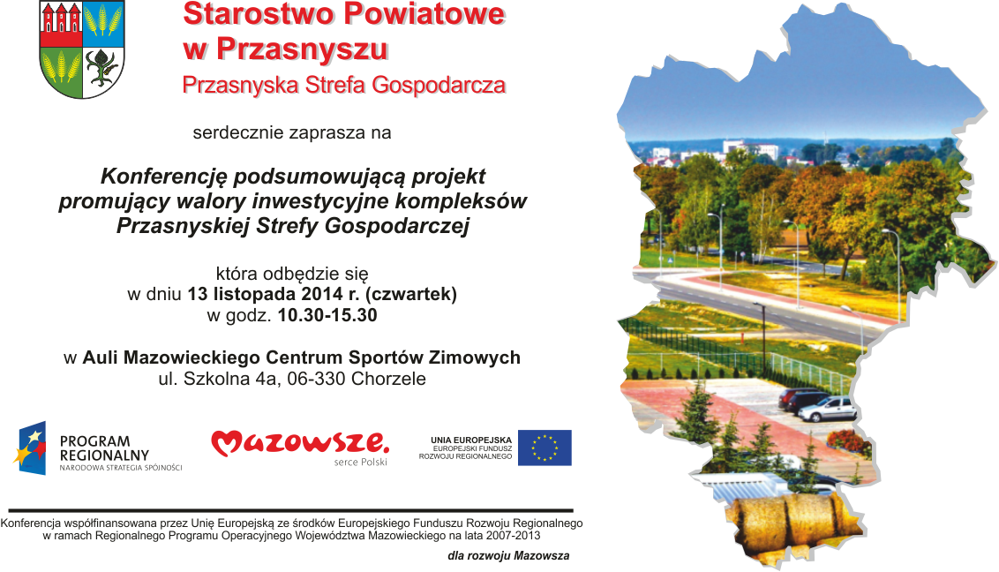 Starostwo Powiatowe
w Przasnyszu
Przasnyska Strefa Gospodarcza
serdecznie zaprasza na
Konferencję podsumowującą projekt
promujący walory inwestycyjne kompleksów
Przasnyskiej Strefy Gospodarczej
która odbędzie się
w dniu 13 listopada 2014 r. (czwartek)
w godz. 10.30-15.30
w Auli Mazowieckiego Centrum Sportów Zimowych
ul. Szkolna 4a, 06-330 Chorzele
PROGRAM
REGIONALNY
NARODOWA STRATEGIA SPÓJNOŚCI
Mazowsze.
serce Polski
UNIA EUROPEJSKA
EUROPEJSKI FUNDUSZ
ROZWOJU REGIONALNEGO
Konferencja współfinansowana przez Unię Europejską ze środków Europejskiego Funduszu Rozwoju Regionalnego
w ramach Regionalnego Programu Operacyjnego Województwa Mazowieckiego na lata 2007-2013
dla rozwoju Mazowsza